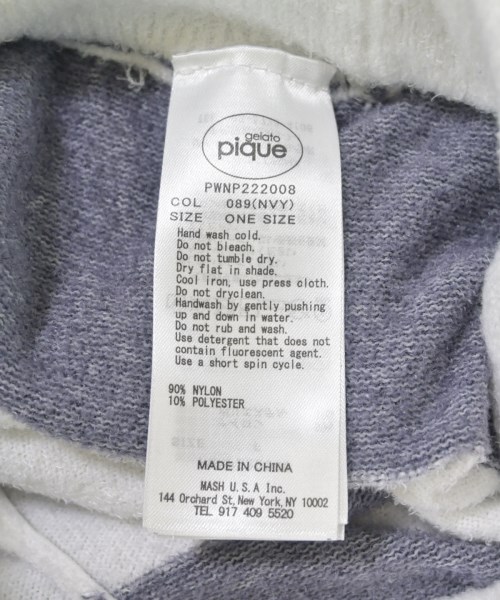 gelato
pique
PWNP222008
COL 089(NVY)
SIZE ONE SIZE
Hand wash cold.
Do not bleach.
Do not tumble dry.
Dry flat in shade.
Cool iron, use press cloth.
Do not dryclean.
Handwash by gently pushing
up and down in water.
Do not rub and wash.
Use detergent that does not
contain fluorescent agent.
Use a short spin cycle.
90% NYLON
10% POLYESTER
MADE IN CHINA
MASH U.S.A Inc.
144 Orchard St, New York, NY, 10002
TEL 917 409 5520